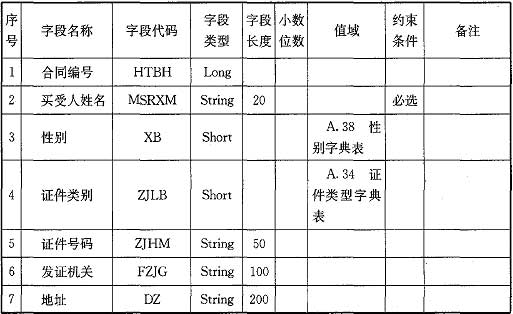 序号 字段名称 字段代码 字段类型 字段长度 小数位数 值域 约束条件 备注
1 合同编号 HTBH Long
2 买受人姓名 MSRXM String 20 必选
3 性别 XB Short A.38 性别字典表
4 证件类别 ZJLB Short A.34 证件类型字典表
5 证件号码 ZJHM String 50
6 发证机关 FZJG String 100
7 地址 DZ String 200